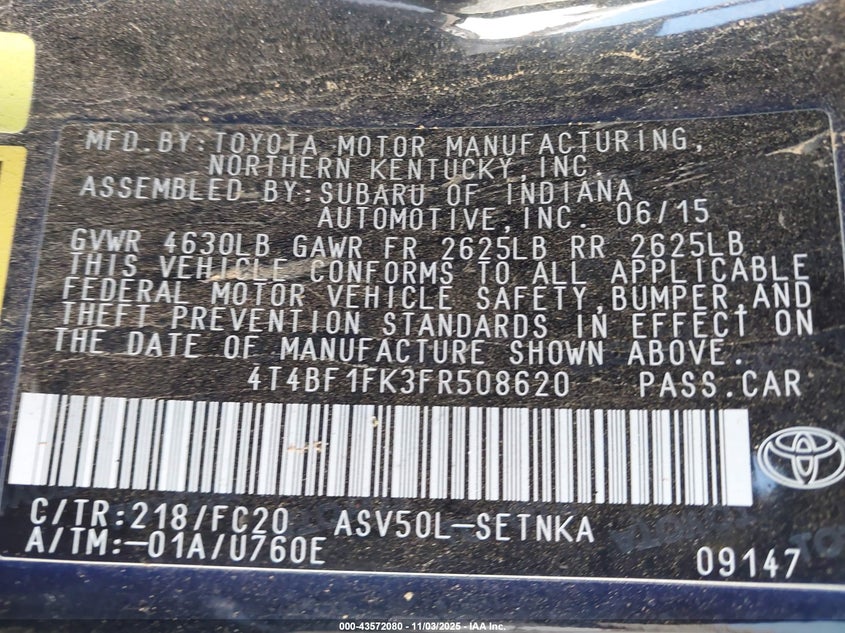 MFD.BY:TOYOTA MOTOR MANUFACTURING,
NORTHERN KENTUCKY,INC.
ASSEMBLED BY:SUBARU OF INDIANA
AUTOMOTIVE,INC. 06/15
GVWR 4630LB GAWR FR 2625LB RR 2625LB
THIS VEHICLE CONFORMS TO ALL APPLICABLE
FEDERAL MOTOR VEHICLE SAFETY,BUMPER,AND
THEFT PREVENTION STANDARDS IN EFFECT ON
THE DATE OF MANUFACTURE SHOWN ABOVE.
4T4BF1FK3FR508620 PASS.CAR
C/TR:218/FC20 ASV50L-SETNKA
A/TM:-01A/U760E
09147
000-43572080 - 11/03/2025 - IAA Inc.